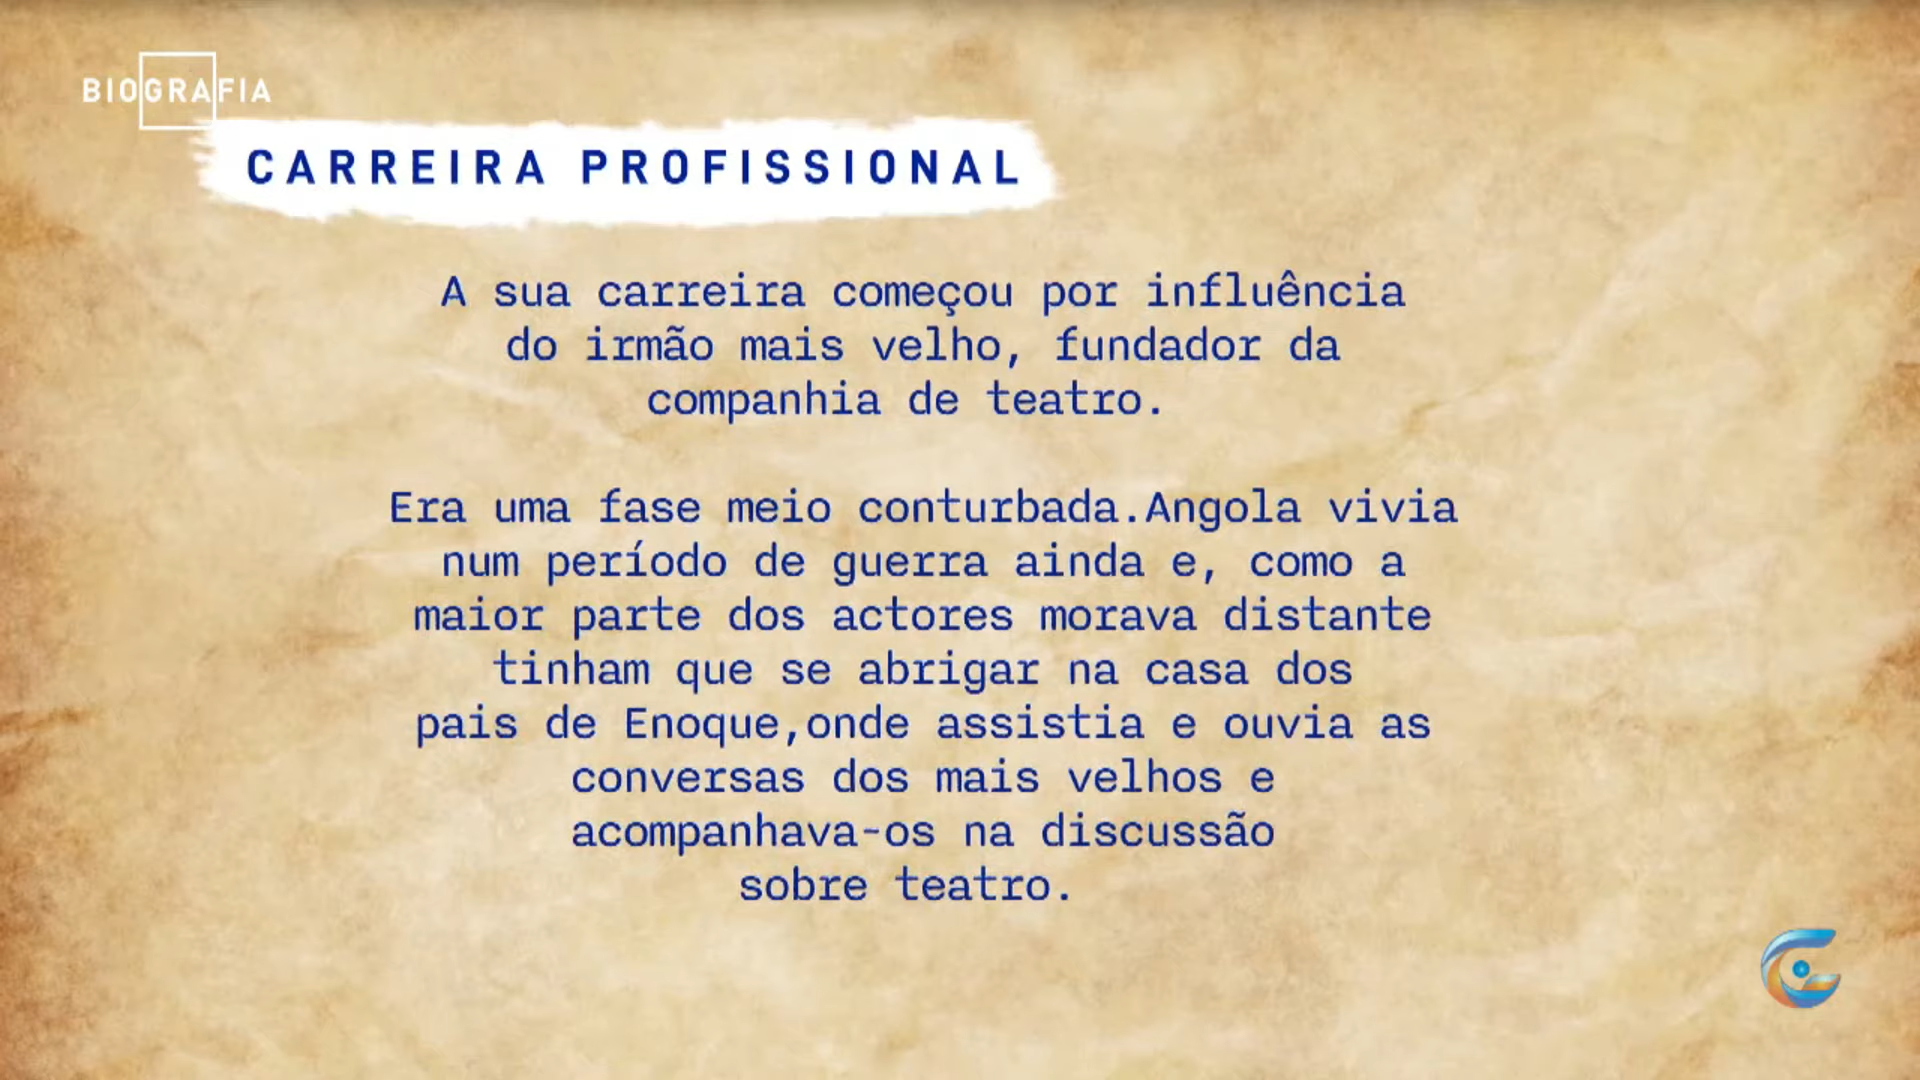 BIOGRAFIA
CARREIRA PROFISSIONAL
A sua carreira começou por influência
do irmão mais velho, fundador da
companhia de teatro.
Era uma fase meio conturbada.Angola vivia
num período de guerra ainda e, como a
maior parte dos actores morava distante
tinham que se abrigar na casa dos
pais de Enoque,onde assistia e ouvia as
conversas dos mais velhos e
acompanhava-os na discussão
sobre teatro.